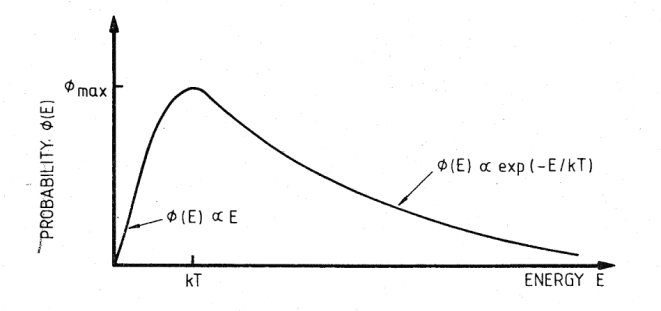 PROBABILITY, ϕ(E)
ϕmax
ϕ(E) ∝ exp(-E/kT)
ϕ(E) ∝ E
kT
ENERGY E